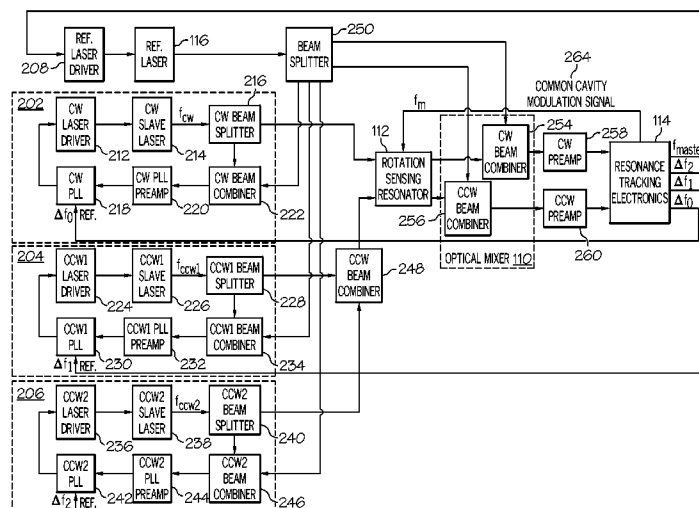 250
264
REF.
LASER
DRIVER
208
REF.
LASER
116
BEAM
SPLITTER
216
COMMON CAVITY
MODULATION SIGNAL
202
CW
LASER
DRIVER
212
CW
SLAVE
LASER
214
fcw
CW BEAM
SPLITTER
fm
112
ROTATION
SENSING
RESONATOR
254
CW
BEAM
COMBINER
258
CW
PREAMP
114
RESONANCE
TRACKING
ELECTRONICS
fmaster
Δf2
Δf1
Δf0
CW
PLL
218
CW PLL
PREAMP
220
CW BEAM
COMBINER
222
Δf0 REF.
256
CCW
BEAM
COMBINER
CCW
PREAMP
260
OPTICAL MIXER 110
204
CCW1
LASER
DRIVER
224
CCW1
SLAVE
LASER
226
fccw1
CCW1 BEAM
SPLITTER
228
CCW
BEAM
COMBINER
248
CCW1
PLL
230
CCW1 PLL
PREAMP
232
CCW1 BEAM
COMBINER
234
Δf1 REF.
206
CCW2
LASER
DRIVER
236
CCW2
SLAVE
LASER
238
fccw2
CCW2
BEAM
SPLITTER
240
CCW2
PLL
242
CCW2
PLL
PREAMP
244
CCW2
BEAM
COMBINER
246
Δf2 REF.